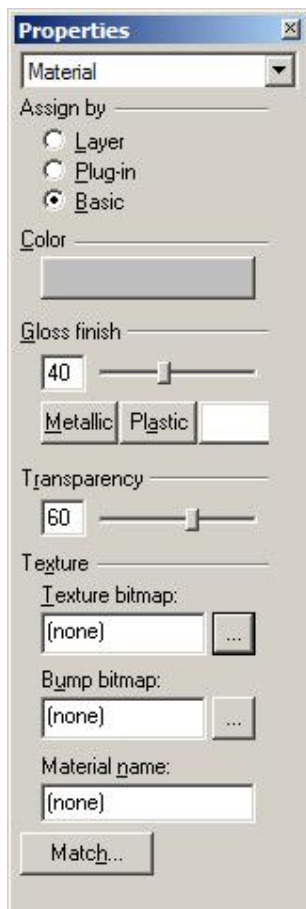 Properties
Material
Assign by
Layer
Plug-in
Basic
Color
Gloss finish
40
Metallic Plastic
Transparency
60
Texture
Texture bitmap:
(none) ...
Bump bitmap:
(none) ...
Material name:
(none)
Match...